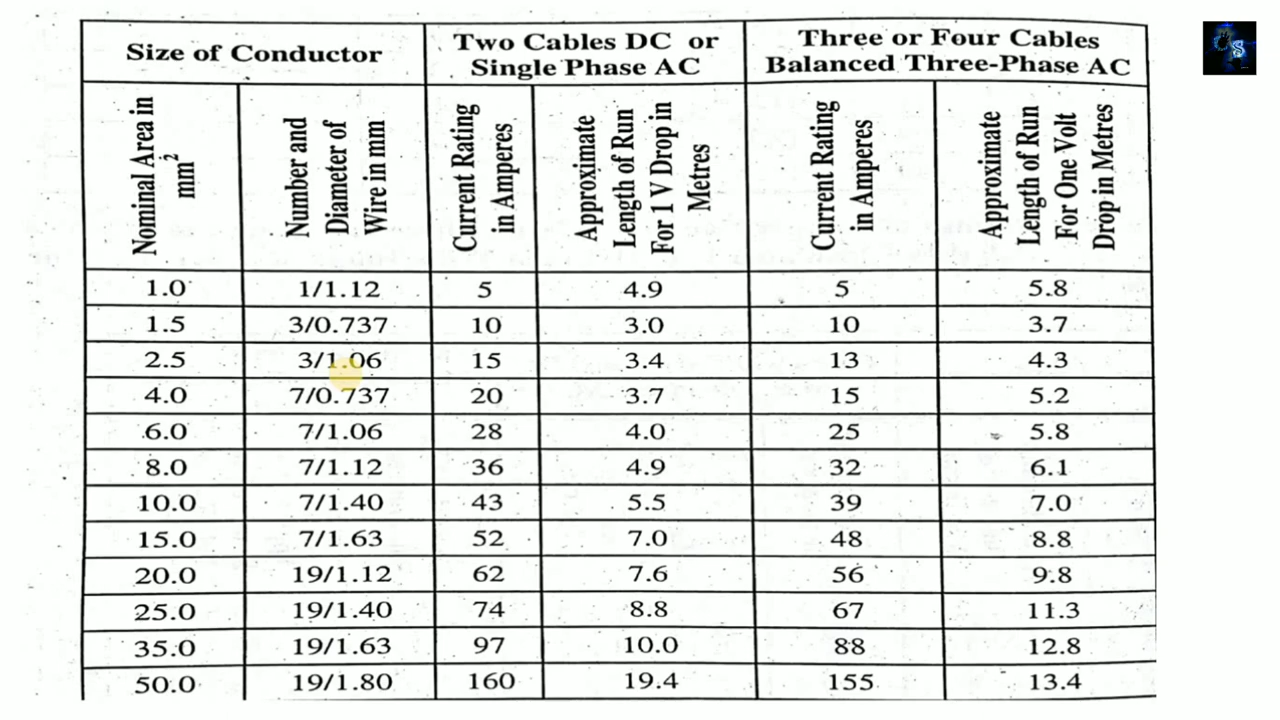 Size of Conductor
Two Cables DC or
Single Phase AC
Three or Four Cables
Balanced Three-Phase AC
Nominal Area in
mm²
Number and
Diameter of
Wire in mm
Current Rating
in Amperes
Approximate
Length of Run
For 1 V Drop in
Metres
Current Rating
in Amperes
Approximate
Length of Run
For One Volt
Drop in Metres
1.0 1/1.12 5 4.9 5 5.8
1.5 3/0.737 10 3.0 10 3.7
2.5 3/1.06 15 3.4 13 4.3
4.0 7/0.737 20 3.7 15 5.2
6.0 7/1.06 28 4.0 25 5.8
8.0 7/1.12 36 4.9 32 6.1
10.0 7/1.40 43 5.5 39 7.0
15.0 7/1.63 52 7.0 48 8.8
20.0 19/1.12 62 7.6 56 9.8
25.0 19/1.40 74 8.8 67 11.3
35.0 19/1.63 97 10.0 88 12.8
50.0 19/1.80 160 19.4 155 13.4